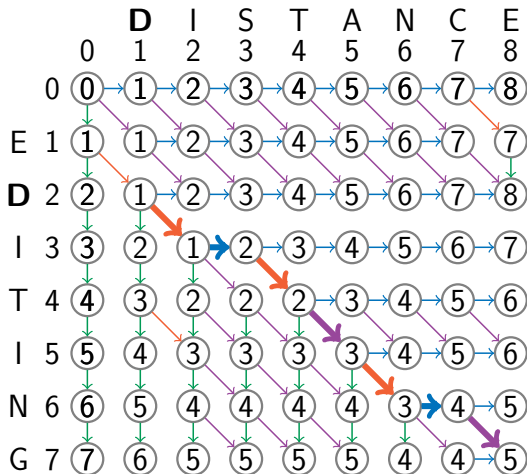 D I S T A N C E
0 1 2 3 4 5 6 7 8
0 0 1 2 3 4 5 6 7 8
E 1 1 1 2 3 4 5 6 7 7
D 2 2 1 2 3 4 5 6 7 8
I 3 3 2 1 2 3 4 5 6 7
T 4 4 3 2 2 2 3 4 5 6
I 5 5 4 3 3 3 3 4 5 6
N 6 6 5 4 4 4 4 3 4 5
G 7 7 6 5 5 5 5 4 4 5